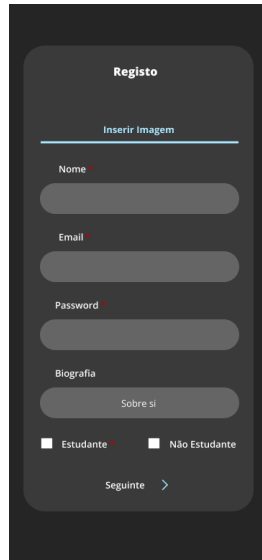 Registo
Inserir Imagem
Nome *
Email *
Password *
Biografia
Sobre si
Estudante * Não Estudante
Seguinte >